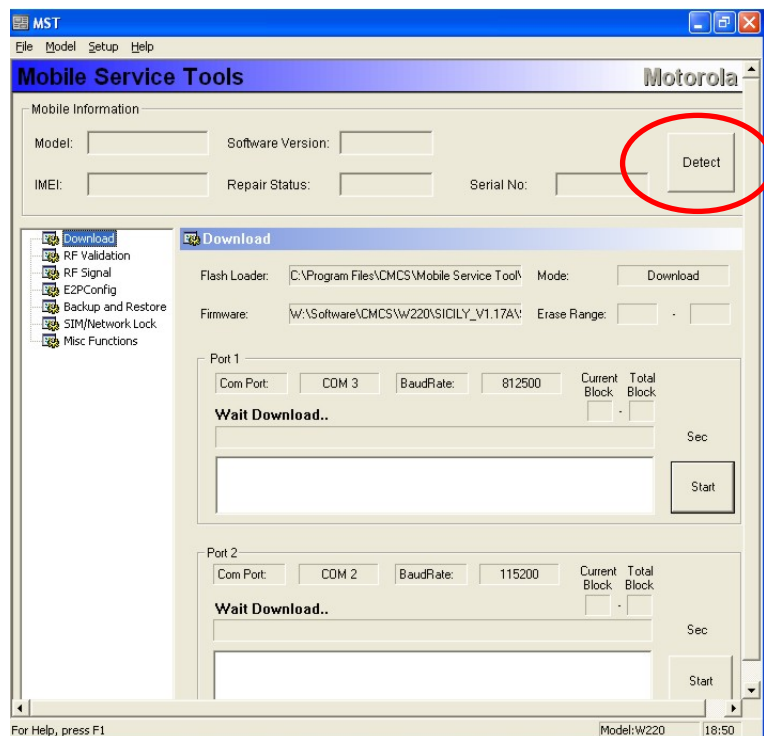 MST
File Model Setup Help
Mobile Service Tools Motorola
Mobile Information
Model: Software Version:
Detect
IMEI: Repair Status: Serial No:
Download
RF Validation
RF Signal
E2PConfig
Backup and Restore
SIM/Network Lock
Misc Functions
Download
Flash Loader: C:\Program Files\CMCS\Mobile Service Tool\ Mode: Download
Firmware: W:\Software\CMCS\W220\SICILY_V1.17A\ Erase Range: -
Port 1
Com Port: COM 3 BaudRate: 812500 Current Block Total Block
Wait Download.. -
Sec
Start
Port 2
Com Port: COM 2 BaudRate: 115200 Current Block Total Block
Wait Download.. -
Sec
Start
For Help, press F1 Model:W220 18:50